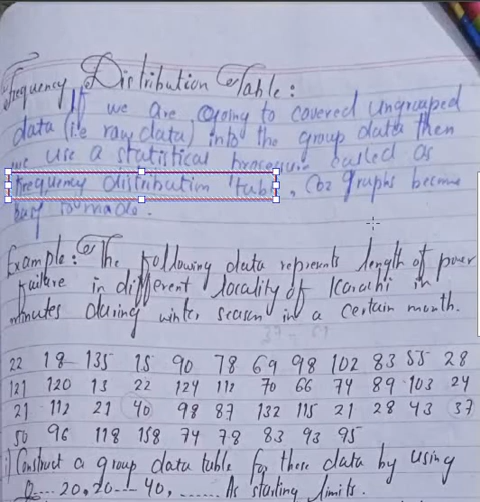 Frequency Distribution Table:
If we are going to covered ungrouped
data (i.e raw data) into the group data then
we use a statistical called as
frequency distribution table, Coz graphs become
easy to made.
Example: The following data represents length of power
failure in different locality of Karachi in
minutes during winter season in a certain month.
22 18 135 15 90 78 69 98 102 83 55 28
121 120 13 22 124 112 70 66 74 89 103 24
21 112 21 40 98 87 132 115 21 28 43 37
50 96 118 158 74 78 83 93 95
i) Construct a group data table for these data by using
0---20, 20---40, ...... As starting limits.